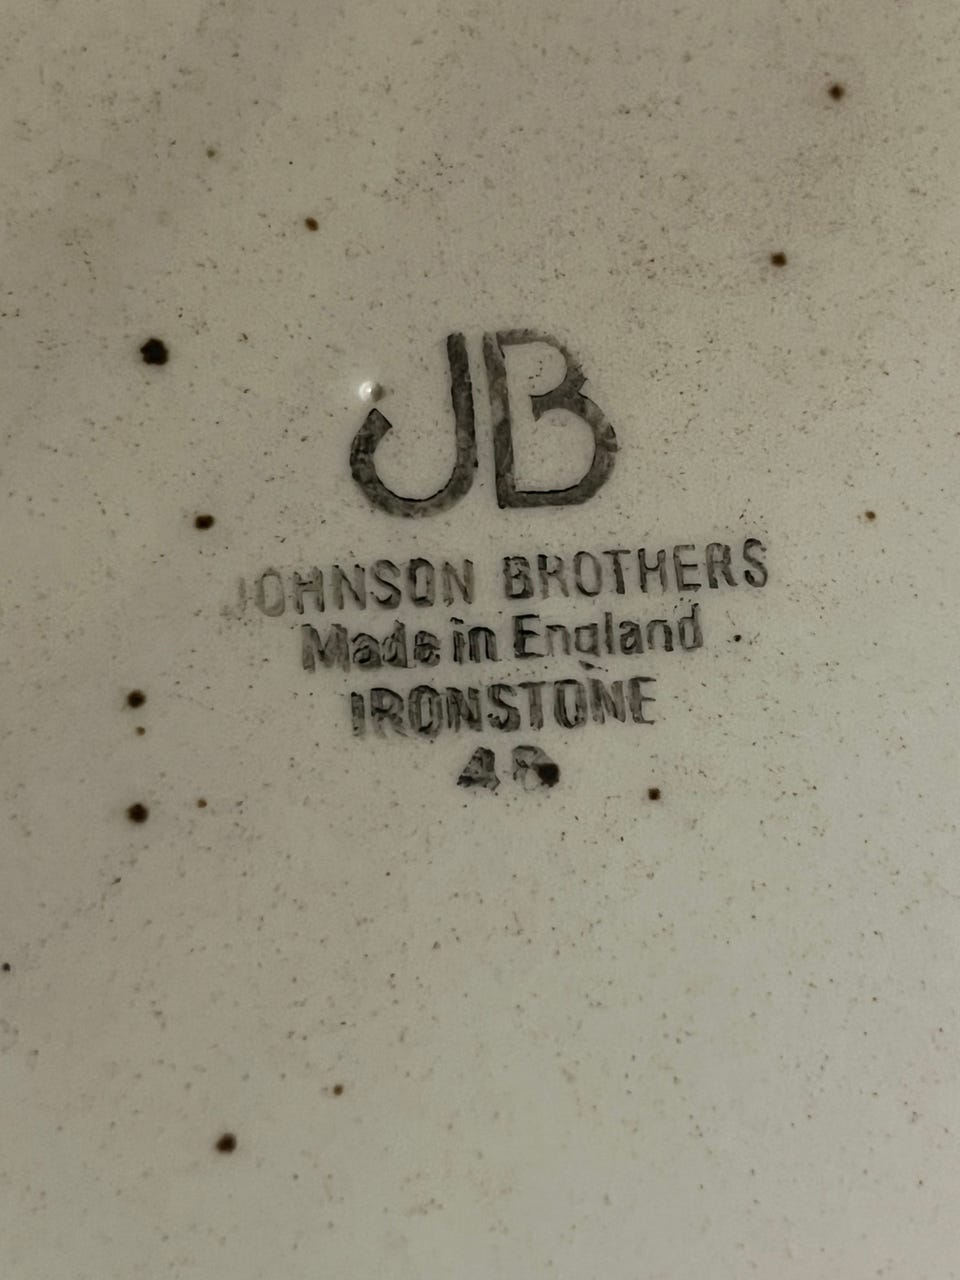 JB
JOHNSON BROTHERS
Made in England
IRONSTONE